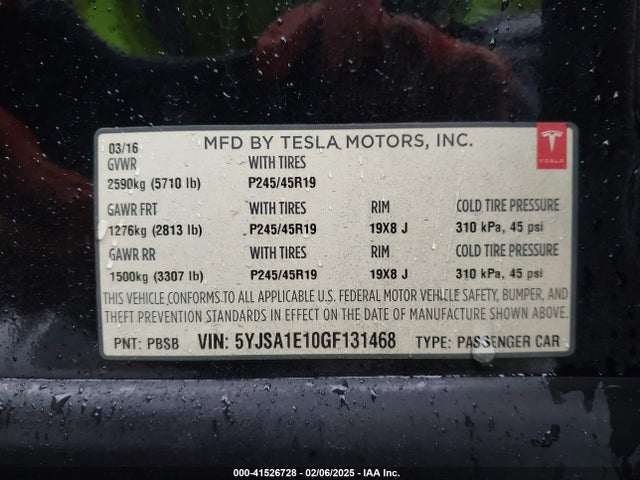 03/16 MFD BY TESLA MOTORS, INC.
TESLA
GVWR WITH TIRES
2590kg (5710 lb) P245/45R19
GAWR FRT WITH TIRES RIM COLD TIRE PRESSURE
1276kg (2813 lb) P245/45R19 19X8 J 310 kPa, 45 psi
GAWR RR WITH TIRES RIM COLD TIRE PRESSURE
1500kg (3307 lb) P245/45R19 19X8 J 310 kPa, 45 psi
THIS VEHICLE CONFORMS TO ALL APPLICABLE U.S. FEDERAL MOTOR VEHICLE SAFETY, BUMPER, AND
THEFT PREVENTION STANDARDS IN EFFECT ON THE DATE OF MANUFACTURE SHOWN ABOVE.
PNT: PBSB VIN: 5YJSA1E10GF131468 TYPE: PASSENGER CAR
000-41526728 - 02/06/2025 - IAA Inc.